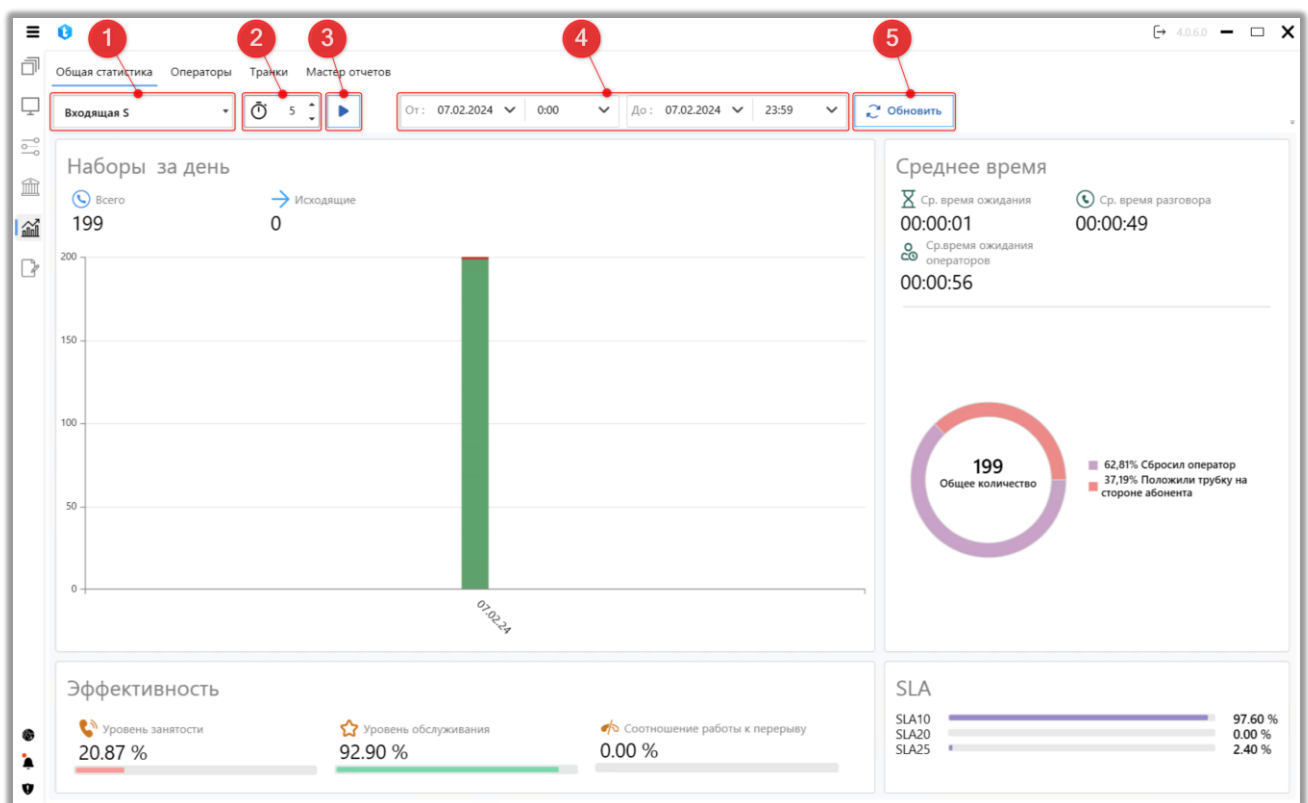 1
2
3
4
5
4.0.6.0
Общая статистика Операторы Транки Мастер отчетов
Входящая S
5
От : 07.02.2024 0:00
До : 07.02.2024 23:59
Обновить
Наборы за день
Всего
199
Исходящие
0
200
150
100
50
0
07.02.24
Среднее время
Ср. время ожидания
00:00:01
Ср. время разговора
00:00:49
Ср.время ожидания
операторов
00:00:56
199
Общее количество
62,81% Сбросил оператор
37,19% Положили трубку на
стороне абонента
Эффективность
Уровень занятости
20.87 %
Уровень обслуживания
92.90 %
Соотношение работы к перерыву
0.00 %
SLA
SLA10 97.60 %
SLA20 0.00 %
SLA25 2.40 %